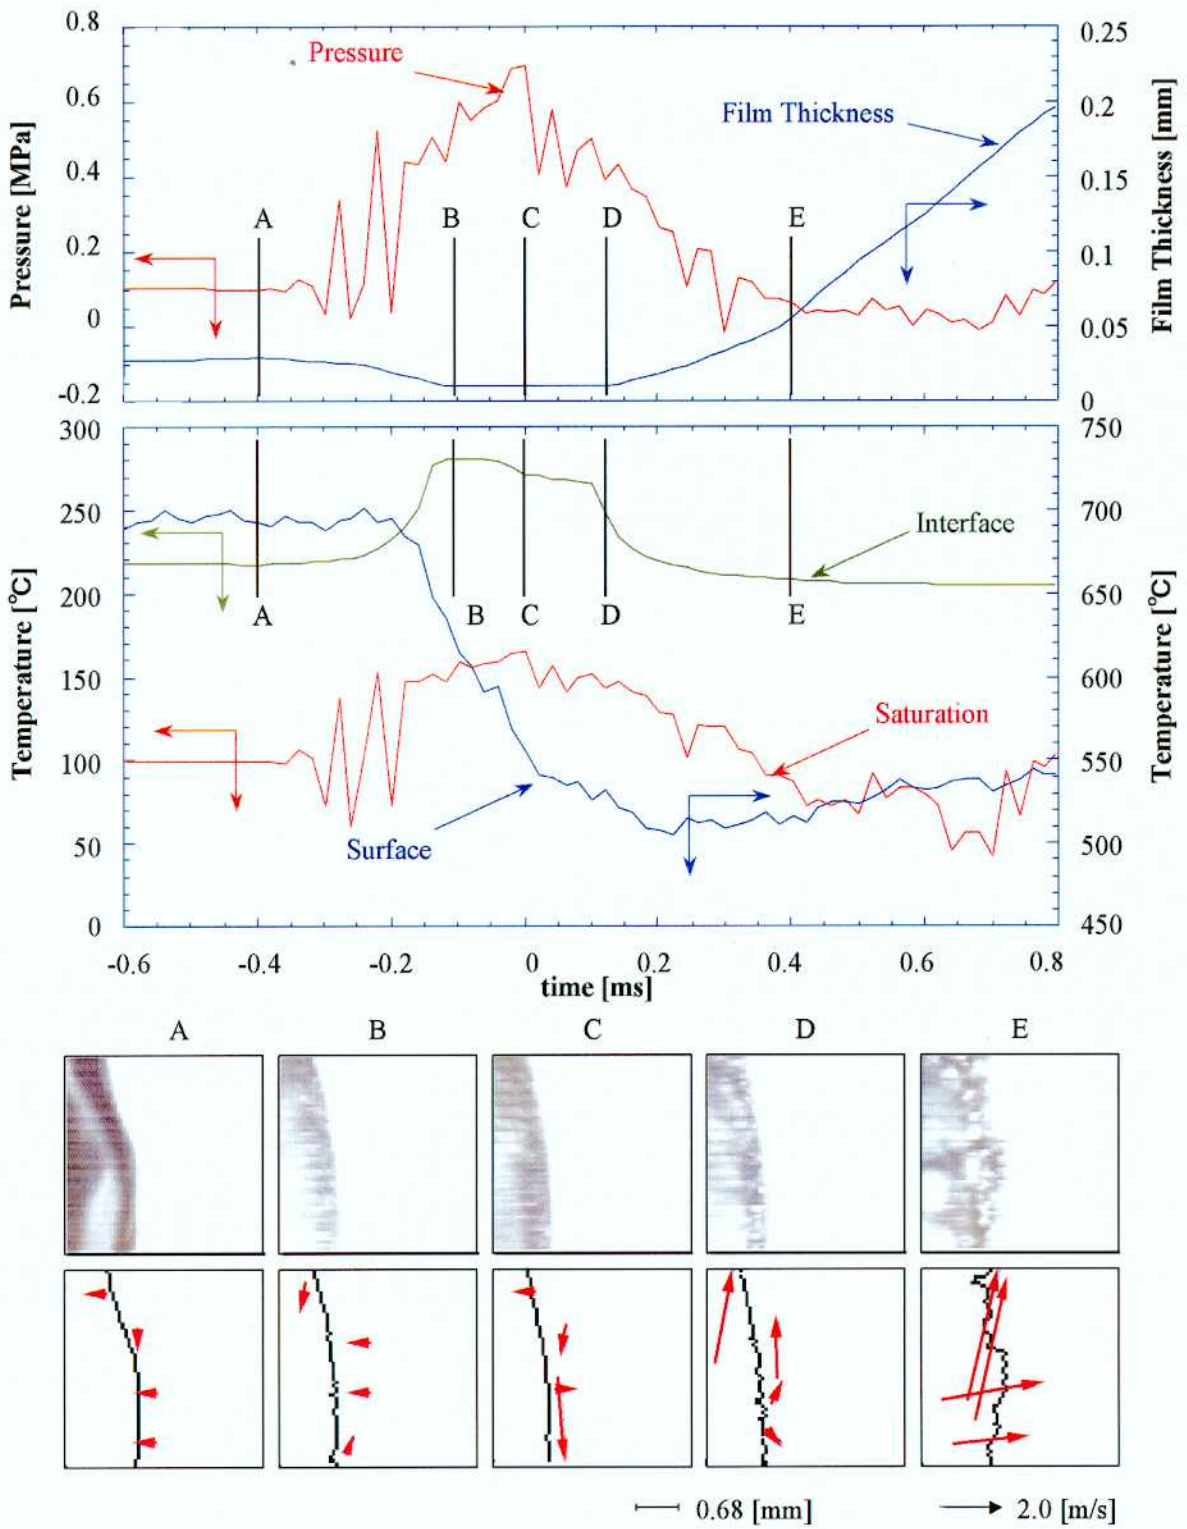 0.8
0.6
0.4
0.2
0
-0.2
Pressure [MPa]
Pressure
Film Thickness
A
B
C
D
E
0.25
0.2
0.15
0.1
0.05
0
Film Thickness [mm]
300
250
200
150
100
50
0
Temperature [℃]
Interface
A
B
C
D
E
Saturation
Surface
750
700
650
600
550
500
450
Temperature [℃]
-0.6
-0.4
-0.2
0
0.2
0.4
0.6
0.8
time [ms]
A
B
C
D
E
0.68 [mm]
2.0 [m/s]